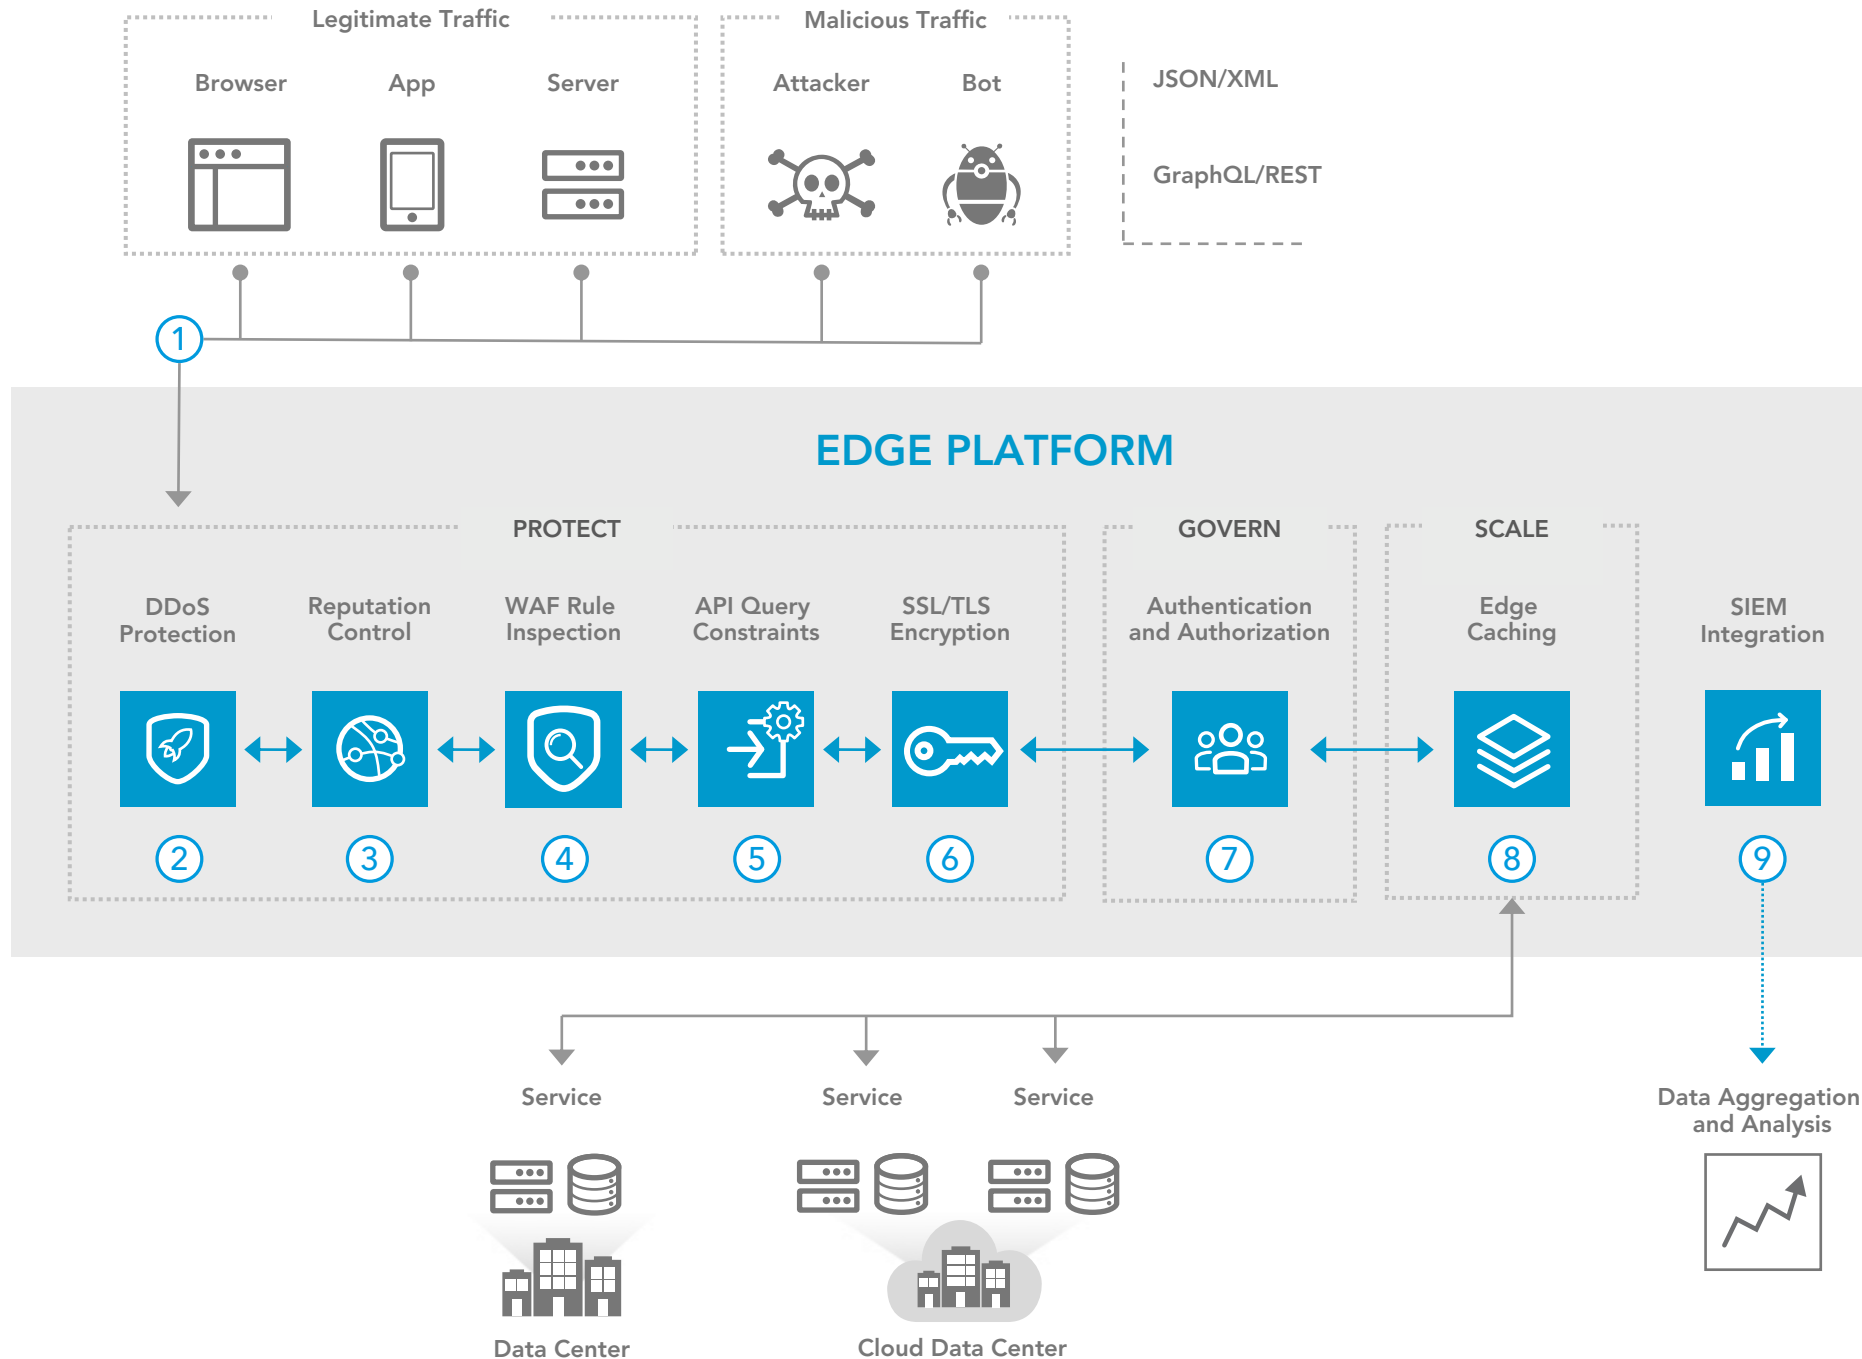 Legitimate Traffic
Malicious Traffic
Browser
App
Server
Attacker
Bot
JSON/XML
GraphQL/REST
1
EDGE PLATFORM
PROTECT
GOVERN
SCALE
DDoS
Protection
Reputation
Control
WAF Rule
Inspection
API Query
Constraints
SSL/TLS
Encryption
Authentication
and Authorization
Edge
Caching
SIEM
Integration
2
3
4
5
6
7
8
9
Service
Service
Service
Data Aggregation
and Analysis
Data Center
Cloud Data Center